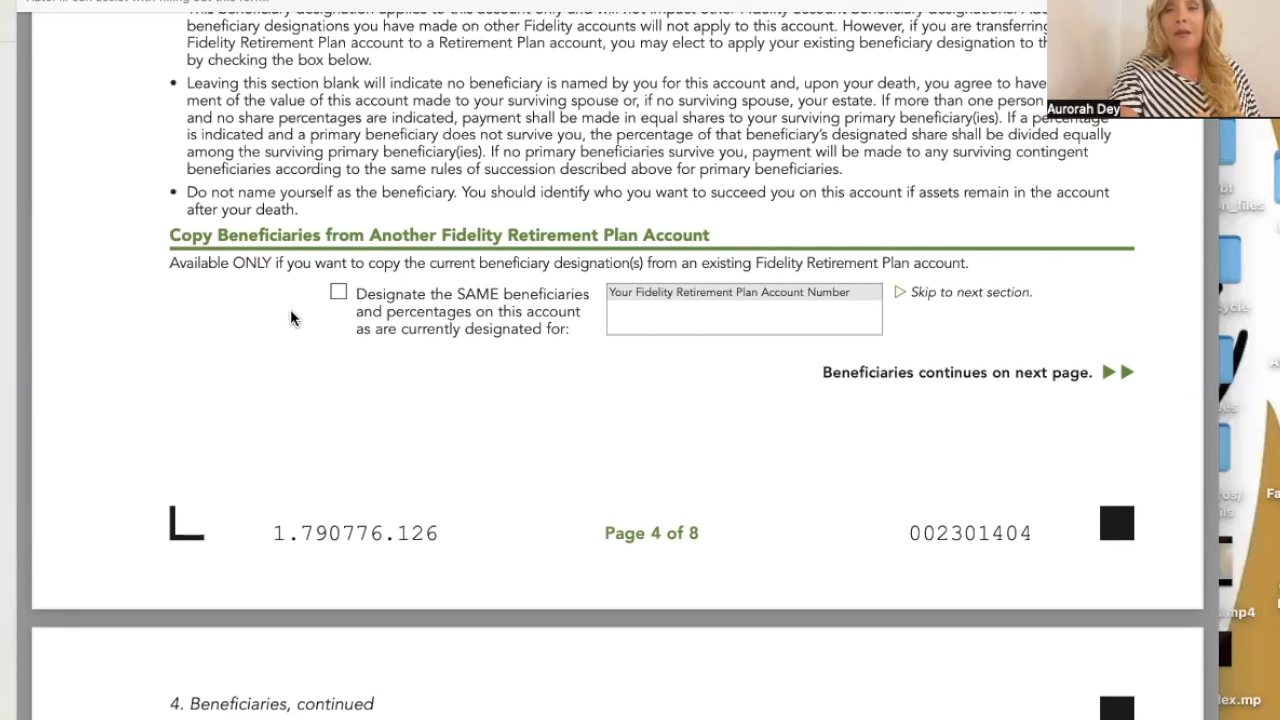 beneficiary designations you have made on other Fidelity accounts will not apply to this account. However, if you are transferring
Fidelity Retirement Plan account to a Retirement Plan account, you may elect to apply your existing beneficiary designation to
by checking the box below.
• Leaving this section blank will indicate no beneficiary is named by you for this account and, upon your death, you agree to have
ment of the value of this account made to your surviving spouse or, if no surviving spouse, your estate. If more than one person
and no share percentages are indicated, payment shall be made in equal shares to your surviving primary beneficiary(ies). If a percentage
is indicated and a primary beneficiary does not survive you, the percentage of that beneficiary's designated share shall be divided equally
among the surviving primary beneficiary(ies). If no primary beneficiaries survive you, payment will be made to any surviving contingent
beneficiaries according to the same rules of succession described above for primary beneficiaries.
• Do not name yourself as the beneficiary. You should identify who you want to succeed you on this account if assets remain in the account
after your death.
Aurorah Dey
Copy Beneficiaries from Another Fidelity Retirement Plan Account
Available ONLY if you want to copy the current beneficiary designation(s) from an existing Fidelity Retirement Plan account.
Designate the SAME beneficiaries
and percentages on this account
as are currently designated for:
Your Fidelity Retirement Plan Account Number
Skip to next section.
Beneficiaries continues on next page.
1.790776.126
Page 4 of 8
002301404
4. Beneficiaries, continued
n_files
ycle
.mp4
lex.mp
Fa